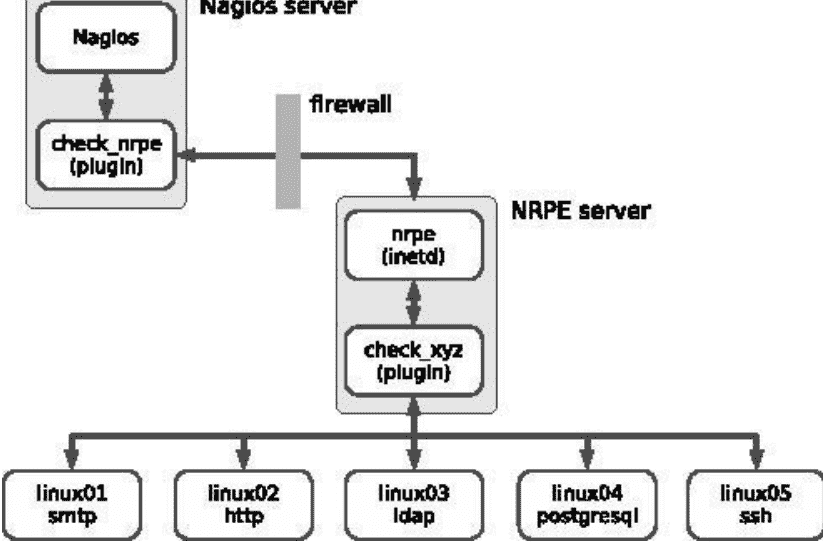 Nagios server
Nagios
firewall
check_nrpe
(plugin)
NRPE server
nrpe
(inetd)
check_xyz
(plugin)
linux01
smtp
linux02
http
linux03
ldap
linux04
postgresql
linux05
ssh